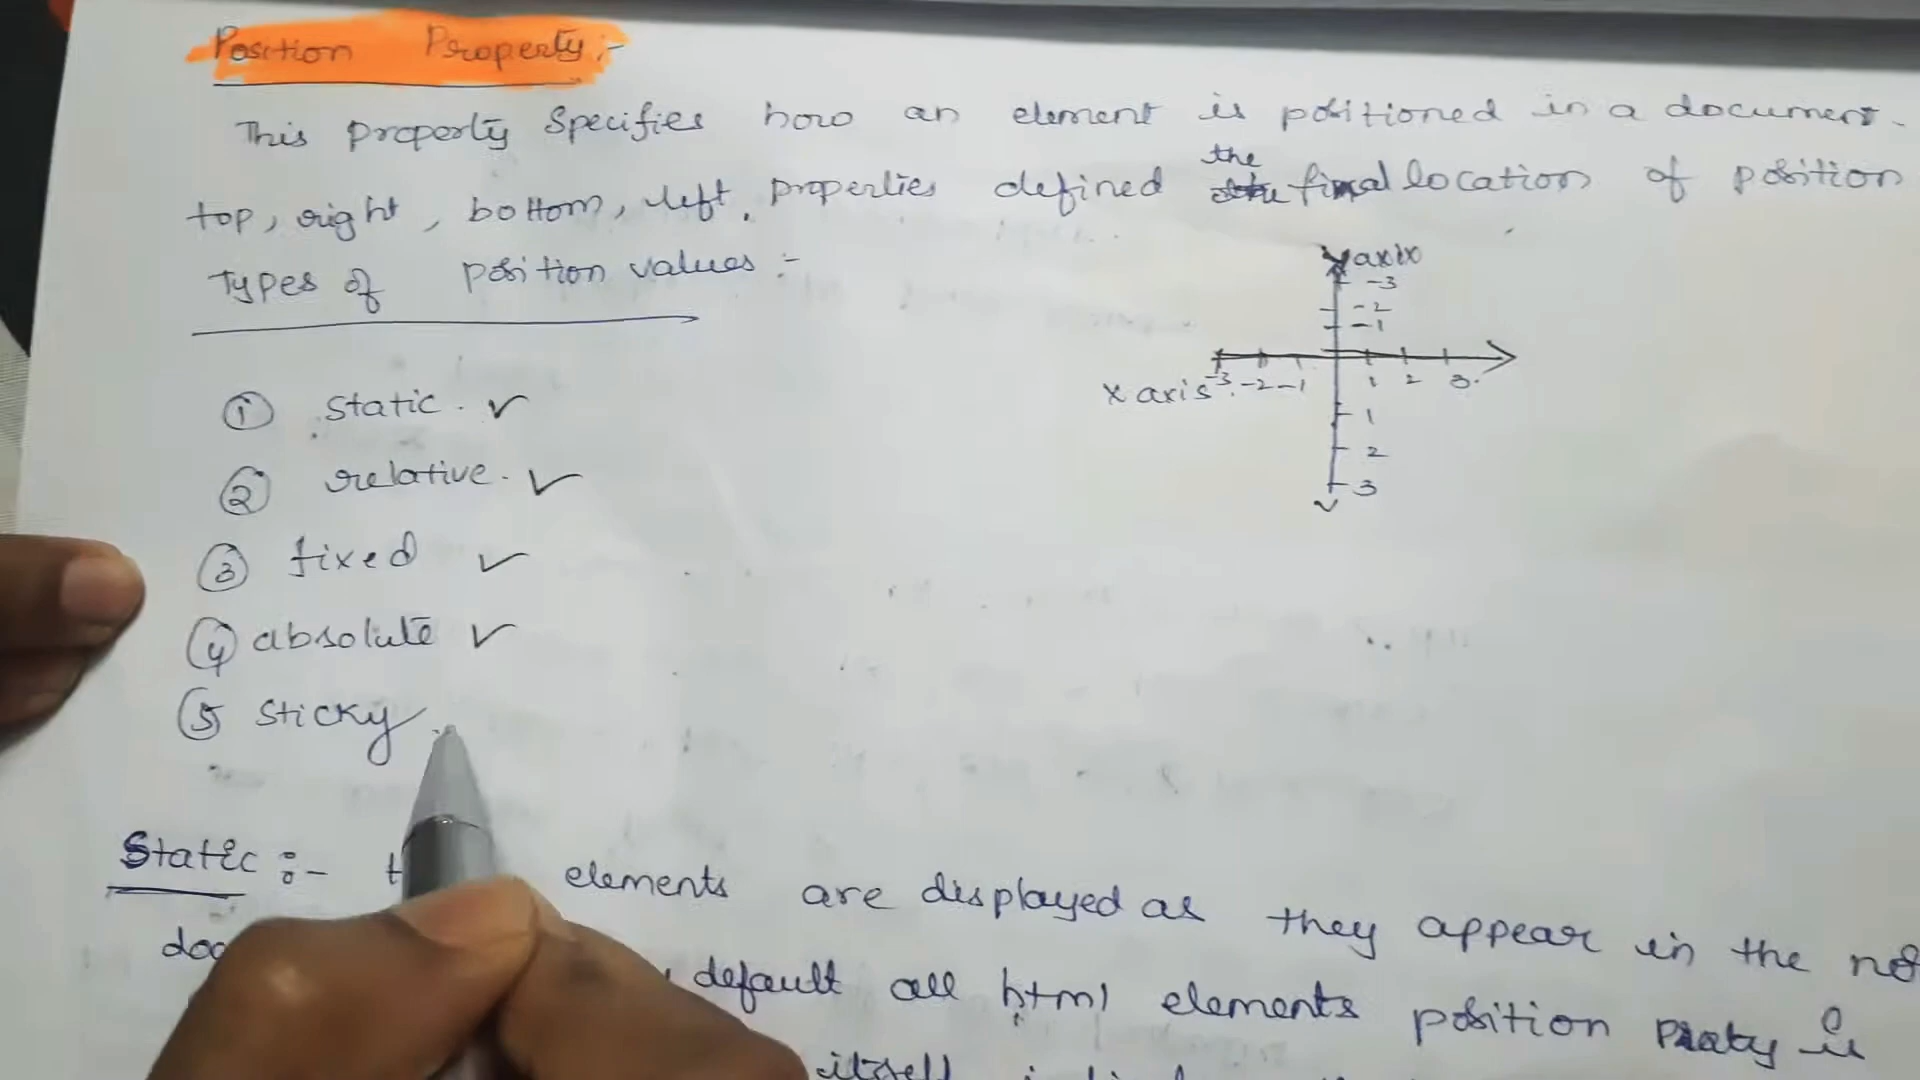 Position Property:-
This property specifies how an element is positioned in a document.
the
top, right, bottom, left, properties defined final location of position
Types of position values :-
y axix
-3
-2
-1
x axis -3 -2 -1 1 2 3
1
2
3
① static. ✓
② relative. ✓
③ fixed ✓
④ absolute ✓
⑤ sticky
Static :- elements are displayed as they appear in the
default all html elements position is
itself